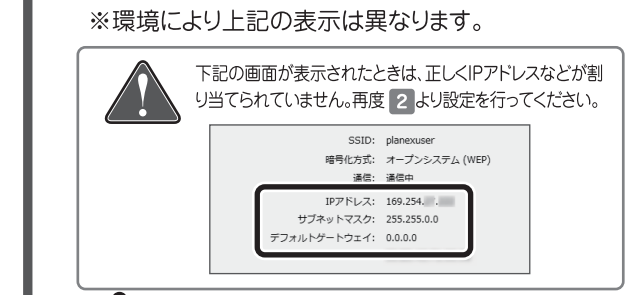 ※環境により上記の表示は異なります。
下記の画面が表示されたときは、正しくIPアドレスなどが割
り当てられていません。再度 2 より設定を行ってください。
SSID: planexuser
暗号化方式: オープンシステム (WEP)
通信: 通信中
IPアドレス: 169.254. .
サブネットマスク: 255.255.0.0
デフォルトゲートウェイ: 0.0.0.0